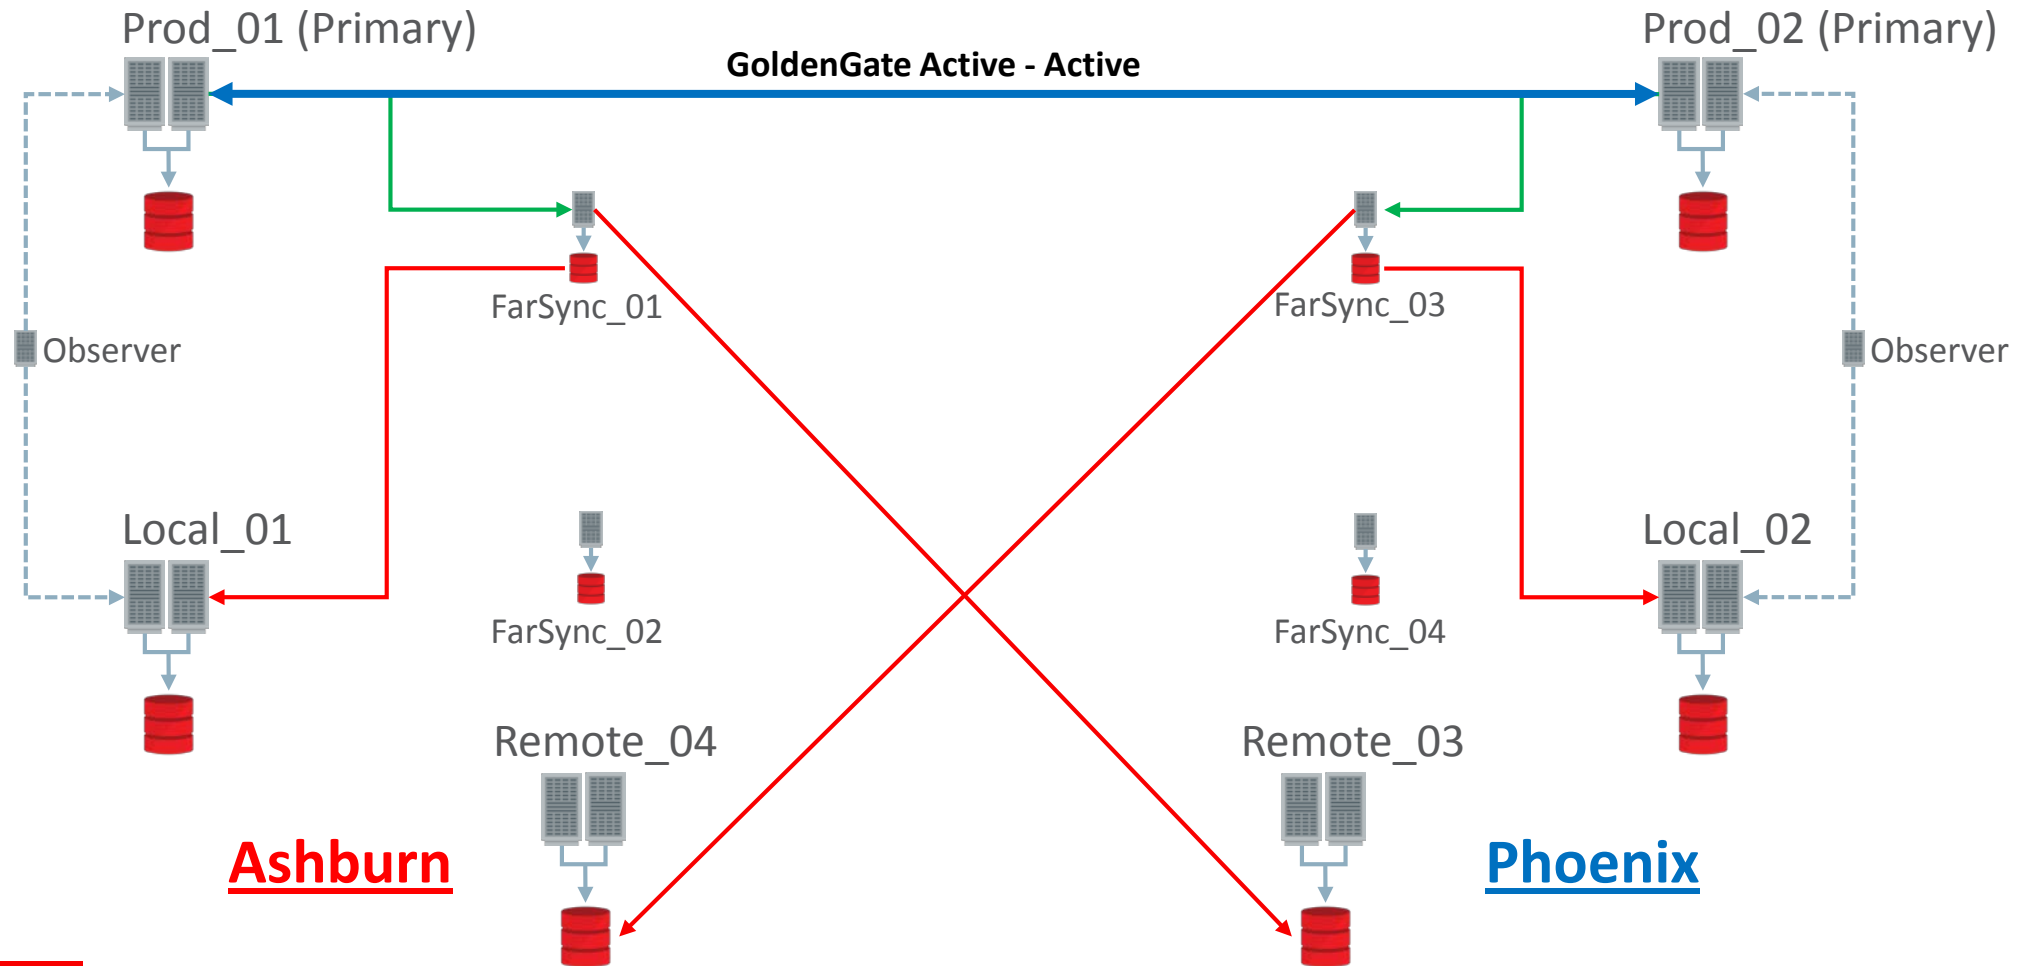 Prod_01 (Primary)
Prod_02 (Primary)
GoldenGate Active - Active
FarSync_01
FarSync_03
Observer
Observer
Local_01
Local_02
FarSync_02
FarSync_04
Remote_04
Remote_03
Ashburn
Phoenix